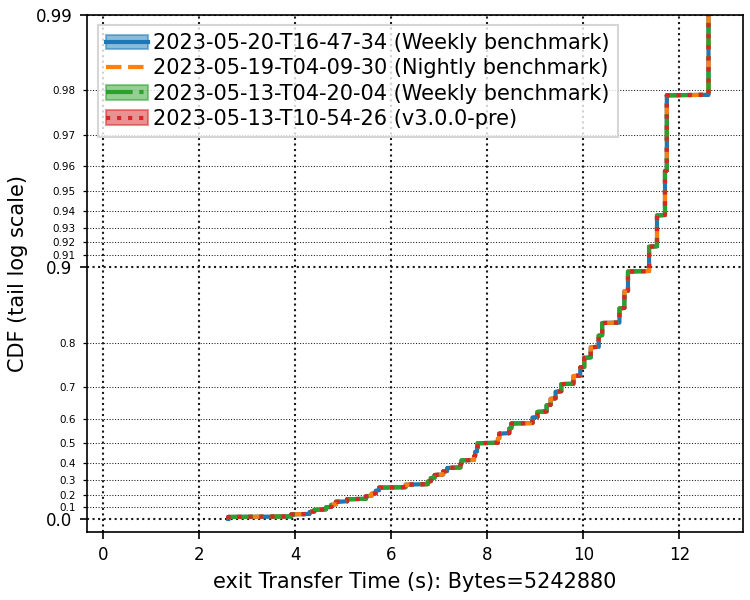 0.99
2023-05-20-T16-47-34 (Weekly benchmark)
2023-05-19-T04-09-30 (Nightly benchmark)
2023-05-13-T04-20-04 (Weekly benchmark)
2023-05-13-T10-54-26 (v3.0.0-pre)
0.98
0.97
0.96
0.95
0.94
0.93
0.92
0.91
0.9
0.8
0.7
0.6
0.5
0.4
0.3
0.2
0.1
0.0
CDF (tail log scale)
0 2 4 6 8 10 12
exit Transfer Time (s): Bytes=5242880